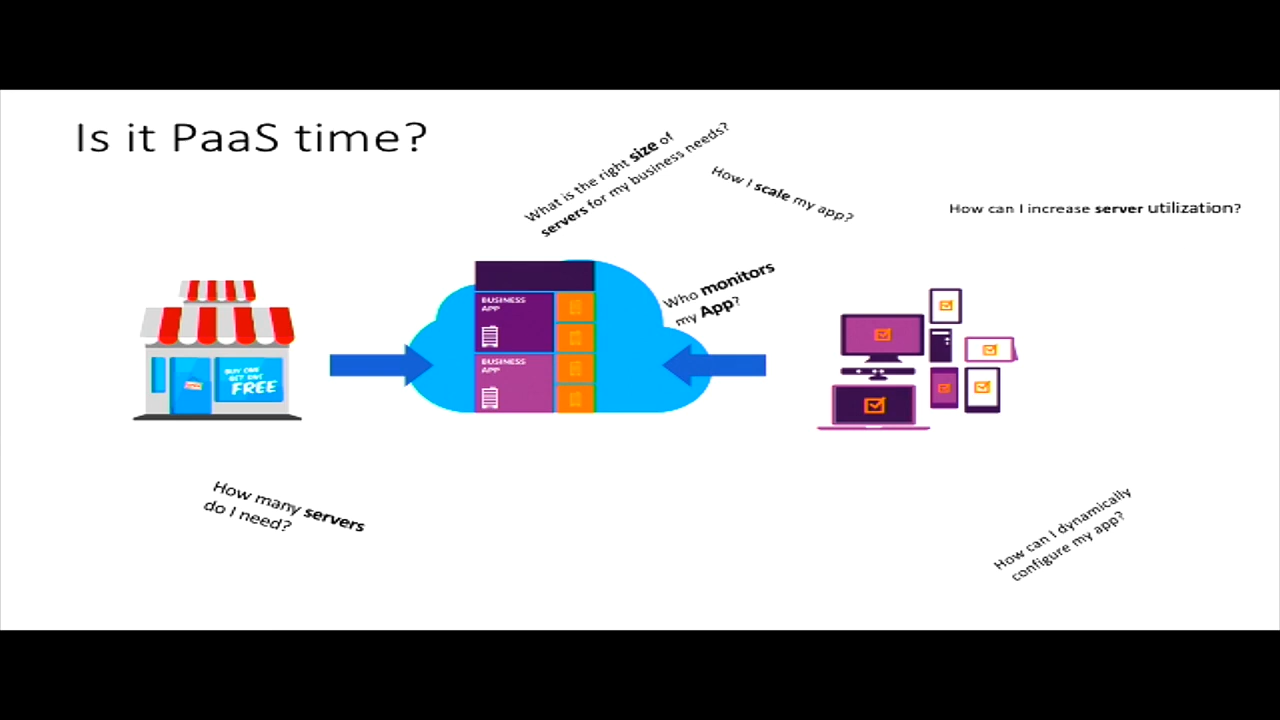 Is it PaaS time?
What is the right size of
servers for my business needs?
How I scale my app?
How can I increase server utilization?
Who monitors
my App?
BUSINESS
APP
BUSINESS
APP
BUY ONE
GET ONE
FREE
How many servers
do I need?
How can I dynamically
configure my app?